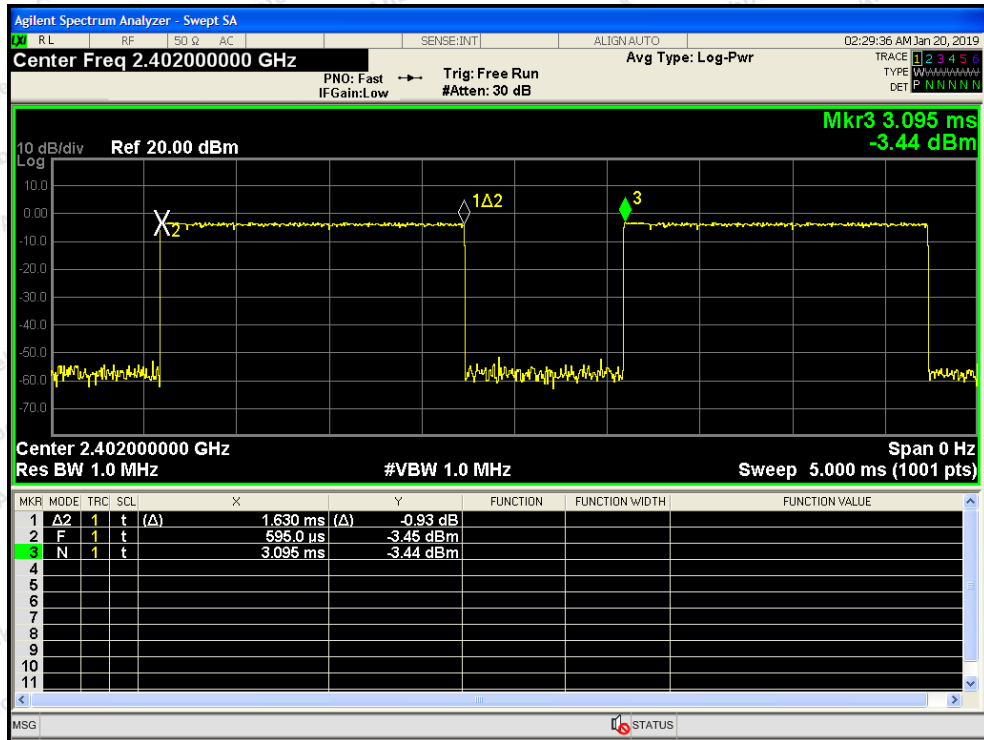 Agilent Spectrum Analyzer - Swept SA
LXI RL RF 50 Ω AC SENSE:INT ALIGNAUTO 02:29:36 AM Jan 20, 2019
Center Freq 2.402000000 GHz Avg Type: Log-Pwr TRACE 1 2 3 4 5 6
PNO: Fast Trig: Free Run TYPE W
IFGain:Low #Atten: 30 dB DET P N N N N N
Mkr3 3.095 ms
10 dB/div Ref 20.00 dBm -3.44 dBm
Log
10.0
1Δ2 3
0.00
2
-10.0
-20.0
-30.0
-40.0
-50.0
-60.0
-70.0
Center 2.402000000 GHz Span 0 Hz
Res BW 1.0 MHz #VBW 1.0 MHz Sweep 5.000 ms (1001 pts)
MKR MODE TRC SCL X Y FUNCTION FUNCTION WIDTH FUNCTION VALUE
1 Δ2 1 t (Δ) 1.630 ms (Δ) -0.93 dB
2 F 1 t 595.0 µs -3.45 dBm
3 N 1 t 3.095 ms -3.44 dBm
4
5
6
7
8
9
10
11
MSG STATUS